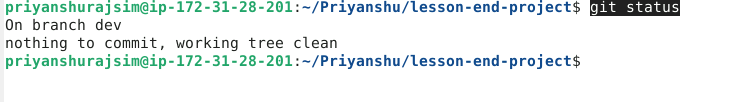 priyanshurajsim@ip-172-31-28-201:~/Priyanshu/lesson-end-project$ git status
On branch dev
nothing to commit, working tree clean
priyanshurajsim@ip-172-31-28-201:~/Priyanshu/lesson-end-project$